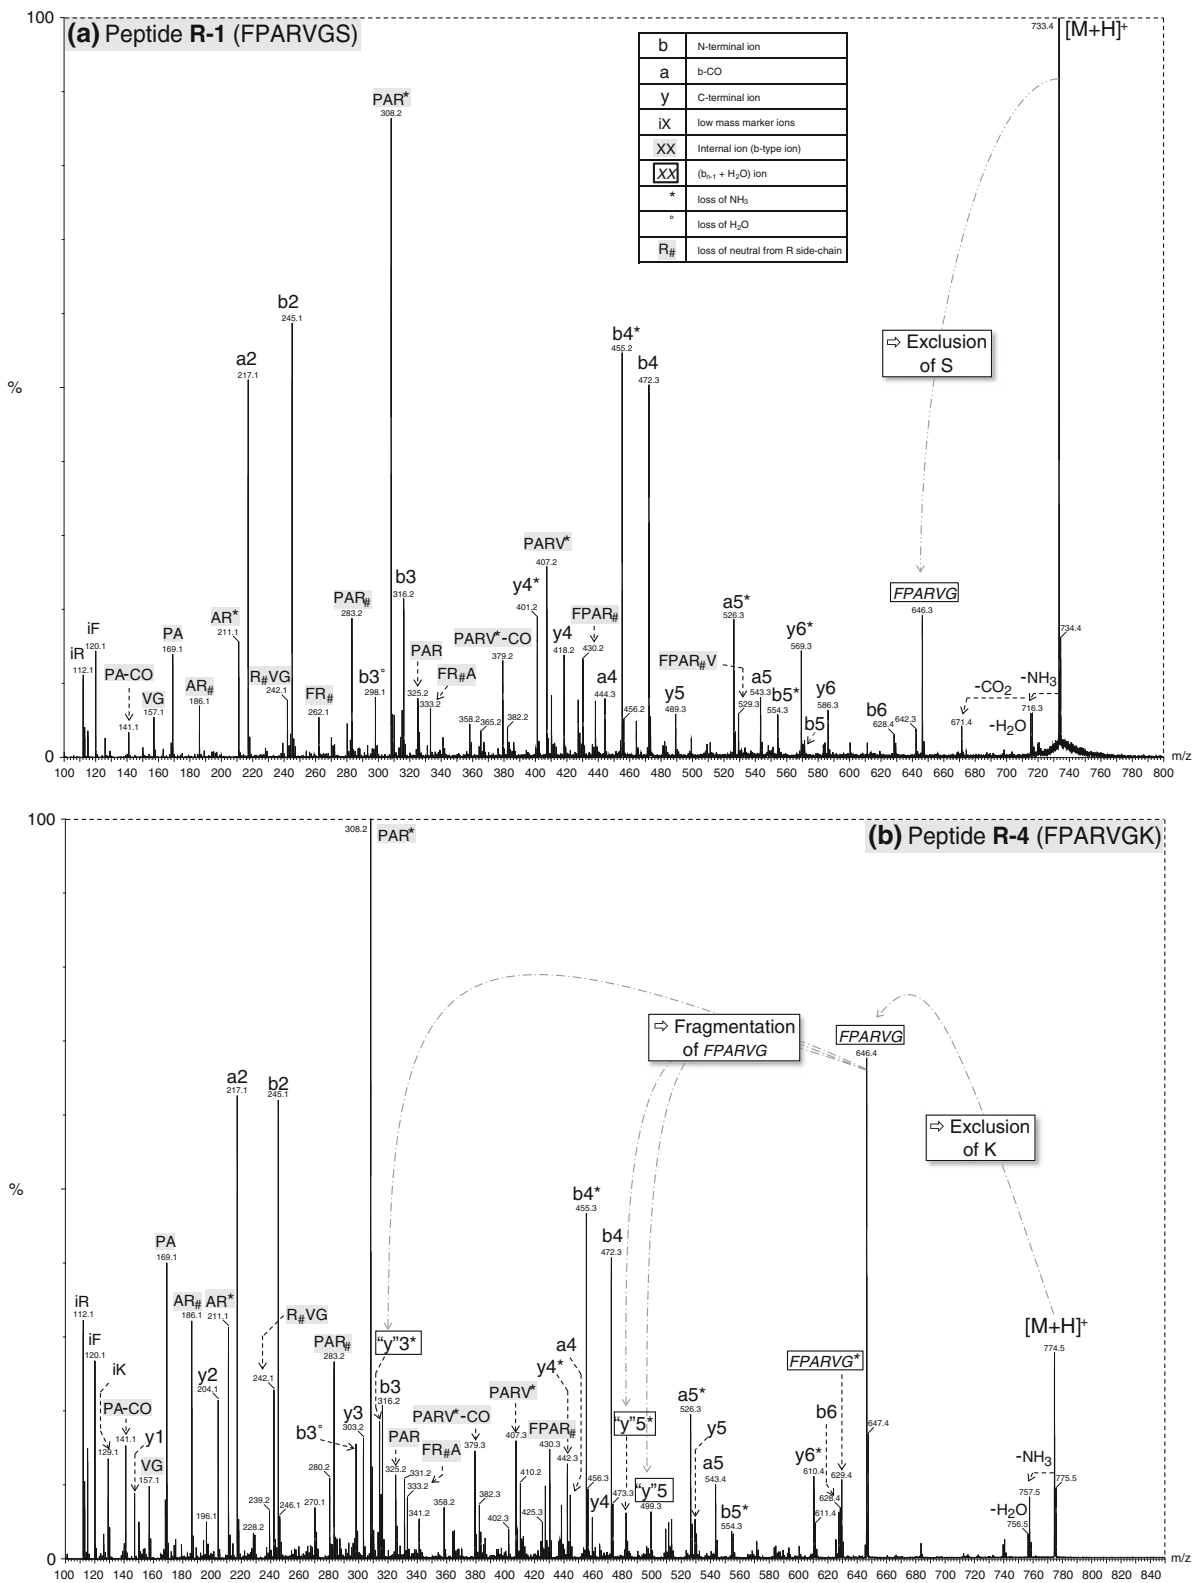 100
(a) Peptide R-1 (FPARVGS)
733.4
[M+H]⁺
b N-terminal ion
a b-CO
y C-terminal ion
iX low mass marker ions
XX Internal ion (b-type ion)
XX (bn-1 + H2O) ion
* loss of NH3
° loss of H2O
R# loss of neutral from R side-chain
PAR*
308.2
b2
245.1
a2
217.1
b4*
455.2
b4
472.3
⇨ Exclusion
of S
%
PARV*
407.2
y4*
401.2
FPAR#
430.2
b3
316.2
PAR#
283.2
a5*
526.3
FPARVG
646.3
734.4
iF
120.1
iR
112.1
PA
169.1
AR*
211.1
PA-CO
141.1
VG
157.1
AR#
186.1
R#VG
242.1
FR#
262.1
b3°
298.1
PAR
325.2
FR#A
333.2
PARV*-CO
379.2
y4
418.2
358.2
365.2
382.2
a4
444.3
456.2
y5
489.3
FPAR#V
529.3
a5
543.3
b5*
554.3
b5
y6*
569.3
y6
586.3
b6
628.4
642.3
-CO2
671.4
-NH3
716.3
-H2O
0
100 120 140 160 180 200 220 240 260 280 300 320 340 360 380 400 420 440 460 480 500 520 540 560 580 600 620 640 660 680 700 720 740 760 780 800
m/z
100
308.2
PAR*
(b) Peptide R-4 (FPARVGK)
⇨ Fragmentation
of FPARVG
FPARVG
646.4
⇨ Exclusion
of K
a2
217.1
b2
245.1
%
b4*
455.3
b4
472.3
PA
169.1
iR
112.1
iF
120.1
iK
129.1
AR#
186.1
AR*
211.1
R#VG
242.1
PAR#
283.2
"y"3*
b3
316.2
PA-CO
141.1
y1
VG
157.1
y2
204.1
196.1
228.2
239.2
246.1
270.1
280.2
b3°
y3
303.2
PAR
325.2
331.2
333.2
341.2
FR#A
358.2
PARV*-CO
379.3
382.3
402.3
PARV*
407.3
410.2
425.3
FPAR#
430.3
y4*
442.3
a4
456.3
y4
473.3
"y"5*
"y"5
499.3
a5*
526.3
y5
a5
543.4
b5*
554.3
y6*
610.4
611.4
b6
628.4
FPARVG*
629.4
647.4
[M+H]⁺
774.5
775.5
-NH3
757.5
-H2O
756.5
0
100 120 140 160 180 200 220 240 260 280 300 320 340 360 380 400 420 440 460 480 500 520 540 560 580 600 620 640 660 680 700 720 740 760 780 800 820 840
m/z